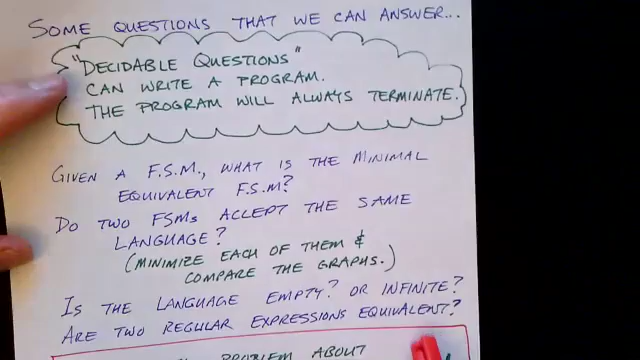 SOME QUESTIONS THAT WE CAN ANSWER...
"DECIDABLE QUESTIONS"
CAN WRITE A PROGRAM.
THE PROGRAM WILL ALWAYS TERMINATE.
GIVEN A F.S.M., WHAT IS THE MINIMAL
EQUIVALENT F.S.M?
DO TWO FSMs ACCEPT THE SAME
LANGUAGE?
(MINIMIZE EACH OF THEM &
COMPARE THE GRAPHS.)
IS THE LANGUAGE EMPTY? OR INFINITE?
ARE TWO REGULAR EXPRESSIONS EQUIVALENT?
PROBLEM ABOUT